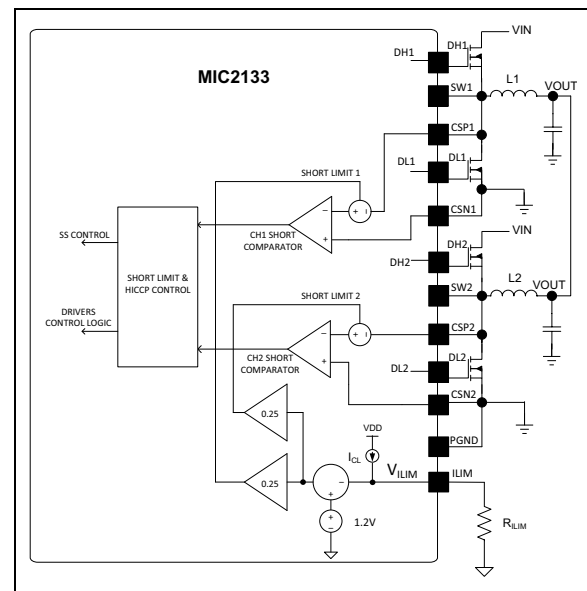 MIC2133
DH1
DH1
VIN
SW1
L1
VOUT
CSP1
SHORT LIMIT 1
DL1
DL1
CH1 SHORT
COMPARATOR
CSN1
SS CONTROL
SHORT LIMIT &
HICCP CONTROL
DRIVERS
CONTROL LOGIC
DH2
DH2
VIN
SW2
L2
VOUT
SHORT LIMIT 2
CSP2
CH2 SHORT
COMPARATOR
DL2
DL2
CSN2
0.25
VDD
PGND
ICL
VILIM
ILIM
0.25
1.2V
RILIM
− + + − − + + − − + + −